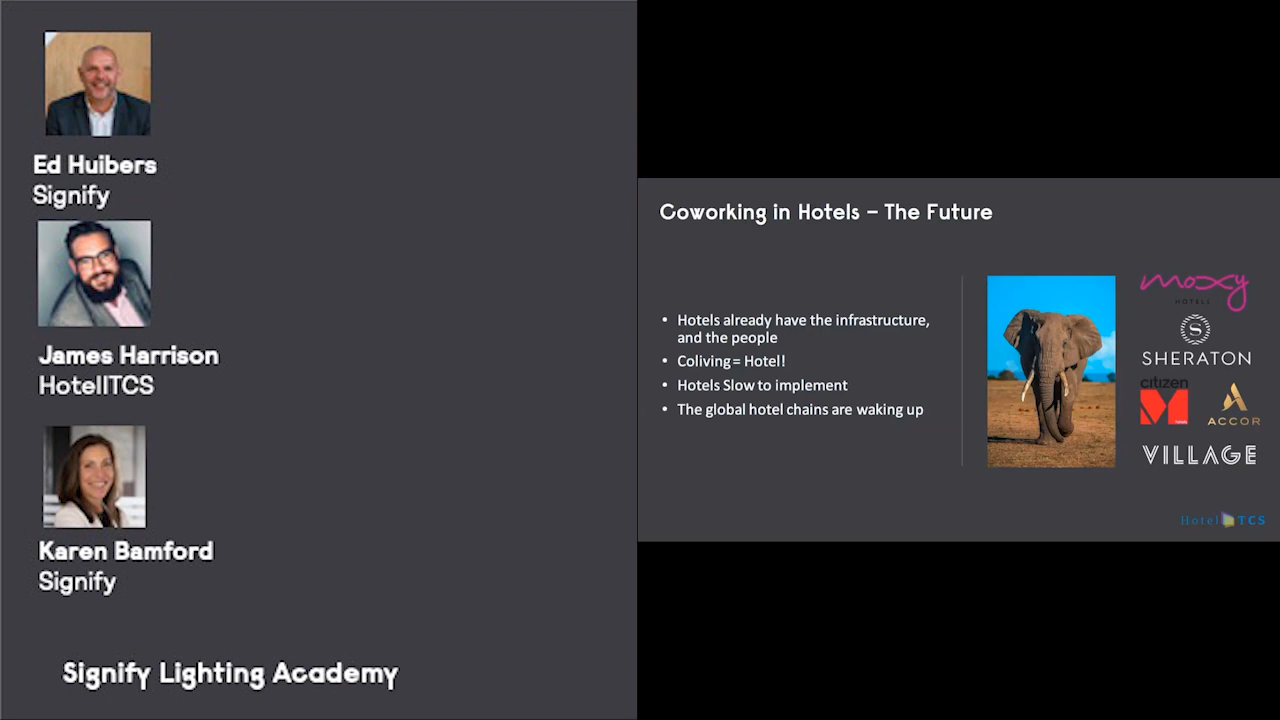 Ed Huibers
Signify
James Harrison
HotelITCS
Karen Bamford
Signify
Signify Lighting Academy
Coworking in Hotels – The Future
• Hotels already have the infrastructure,
and the people
• Coliving = Hotel!
• Hotels Slow to implement
• The global hotel chains are waking up
moxy
HOTELS
S
SHERATON
citizen
M
ACCOR
VILLAGE
Hotel TCS